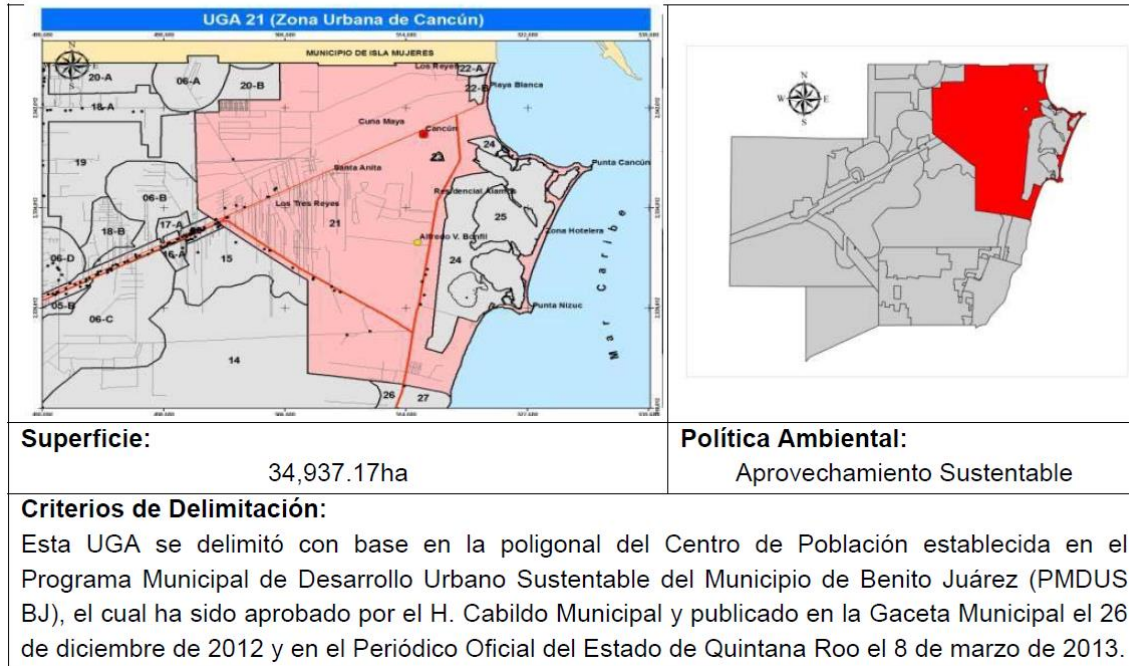 UGA 21 (Zona Urbana de Cancún)
N
MUNICIPIO DE ISLA MUJERES
Los Reyes
22-A
20-A
06-A
20-B
22-B
Playa Blanca
18-A
Cuna Maya
Cancún
24
Punta Cancún
19
Santa Anita
06-B
Residencial Alamos
Los Tres Reyes
25
17-A
21
Zona Hotelera
18-B
Alfredo V. Bonfil
16-A
15
24
06-D
05-B
Punta Nizuc
06-C
Mar Caribe
14
26
27
N
W
E
S
Superficie:
34,937.17ha
Política Ambiental:
Aprovechamiento Sustentable
Criterios de Delimitación:
Esta UGA se delimitó con base en la poligonal del Centro de Población establecida en el
Programa Municipal de Desarrollo Urbano Sustentable del Municipio de Benito Juárez (PMDUS
BJ), el cual ha sido aprobado por el H. Cabildo Municipal y publicado en la Gaceta Municipal el 26
de diciembre de 2012 y en el Periódico Oficial del Estado de Quintana Roo el 8 de marzo de 2013.